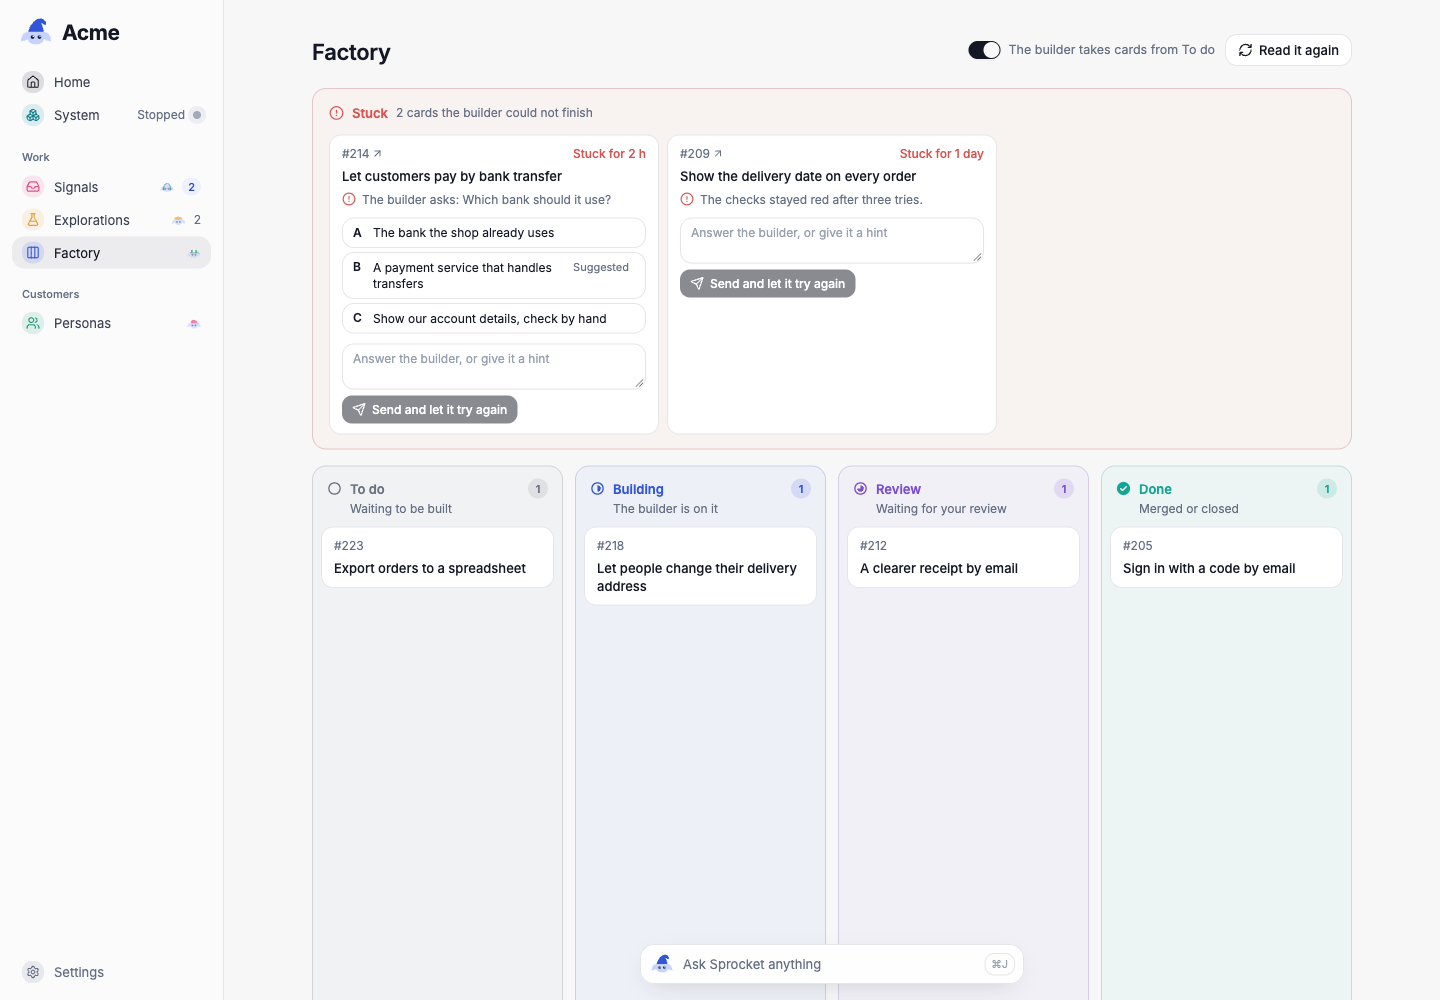 Acme
Home
System Stopped
Work
Signals 2
Explorations 2
Factory
Customers
Personas
Settings
Factory
The builder takes cards from To do
Read it again
Stuck 2 cards the builder could not finish
#214 Stuck for 2 h
Let customers pay by bank transfer
The builder asks: Which bank should it use?
A The bank the shop already uses
B A payment service that handles Suggested
transfers
C Show our account details, check by hand
Answer the builder, or give it a hint
Send and let it try again
#209 Stuck for 1 day
Show the delivery date on every order
The checks stayed red after three tries.
Answer the builder, or give it a hint
Send and let it try again
To do 1
Waiting to be built
#223
Export orders to a spreadsheet
Building 1
The builder is on it
#218
Let people change their delivery
address
Review 1
Waiting for your review
#212
A clearer receipt by email
Done 1
Merged or closed
#205
Sign in with a code by email
Ask Sprocket anything ⌘J